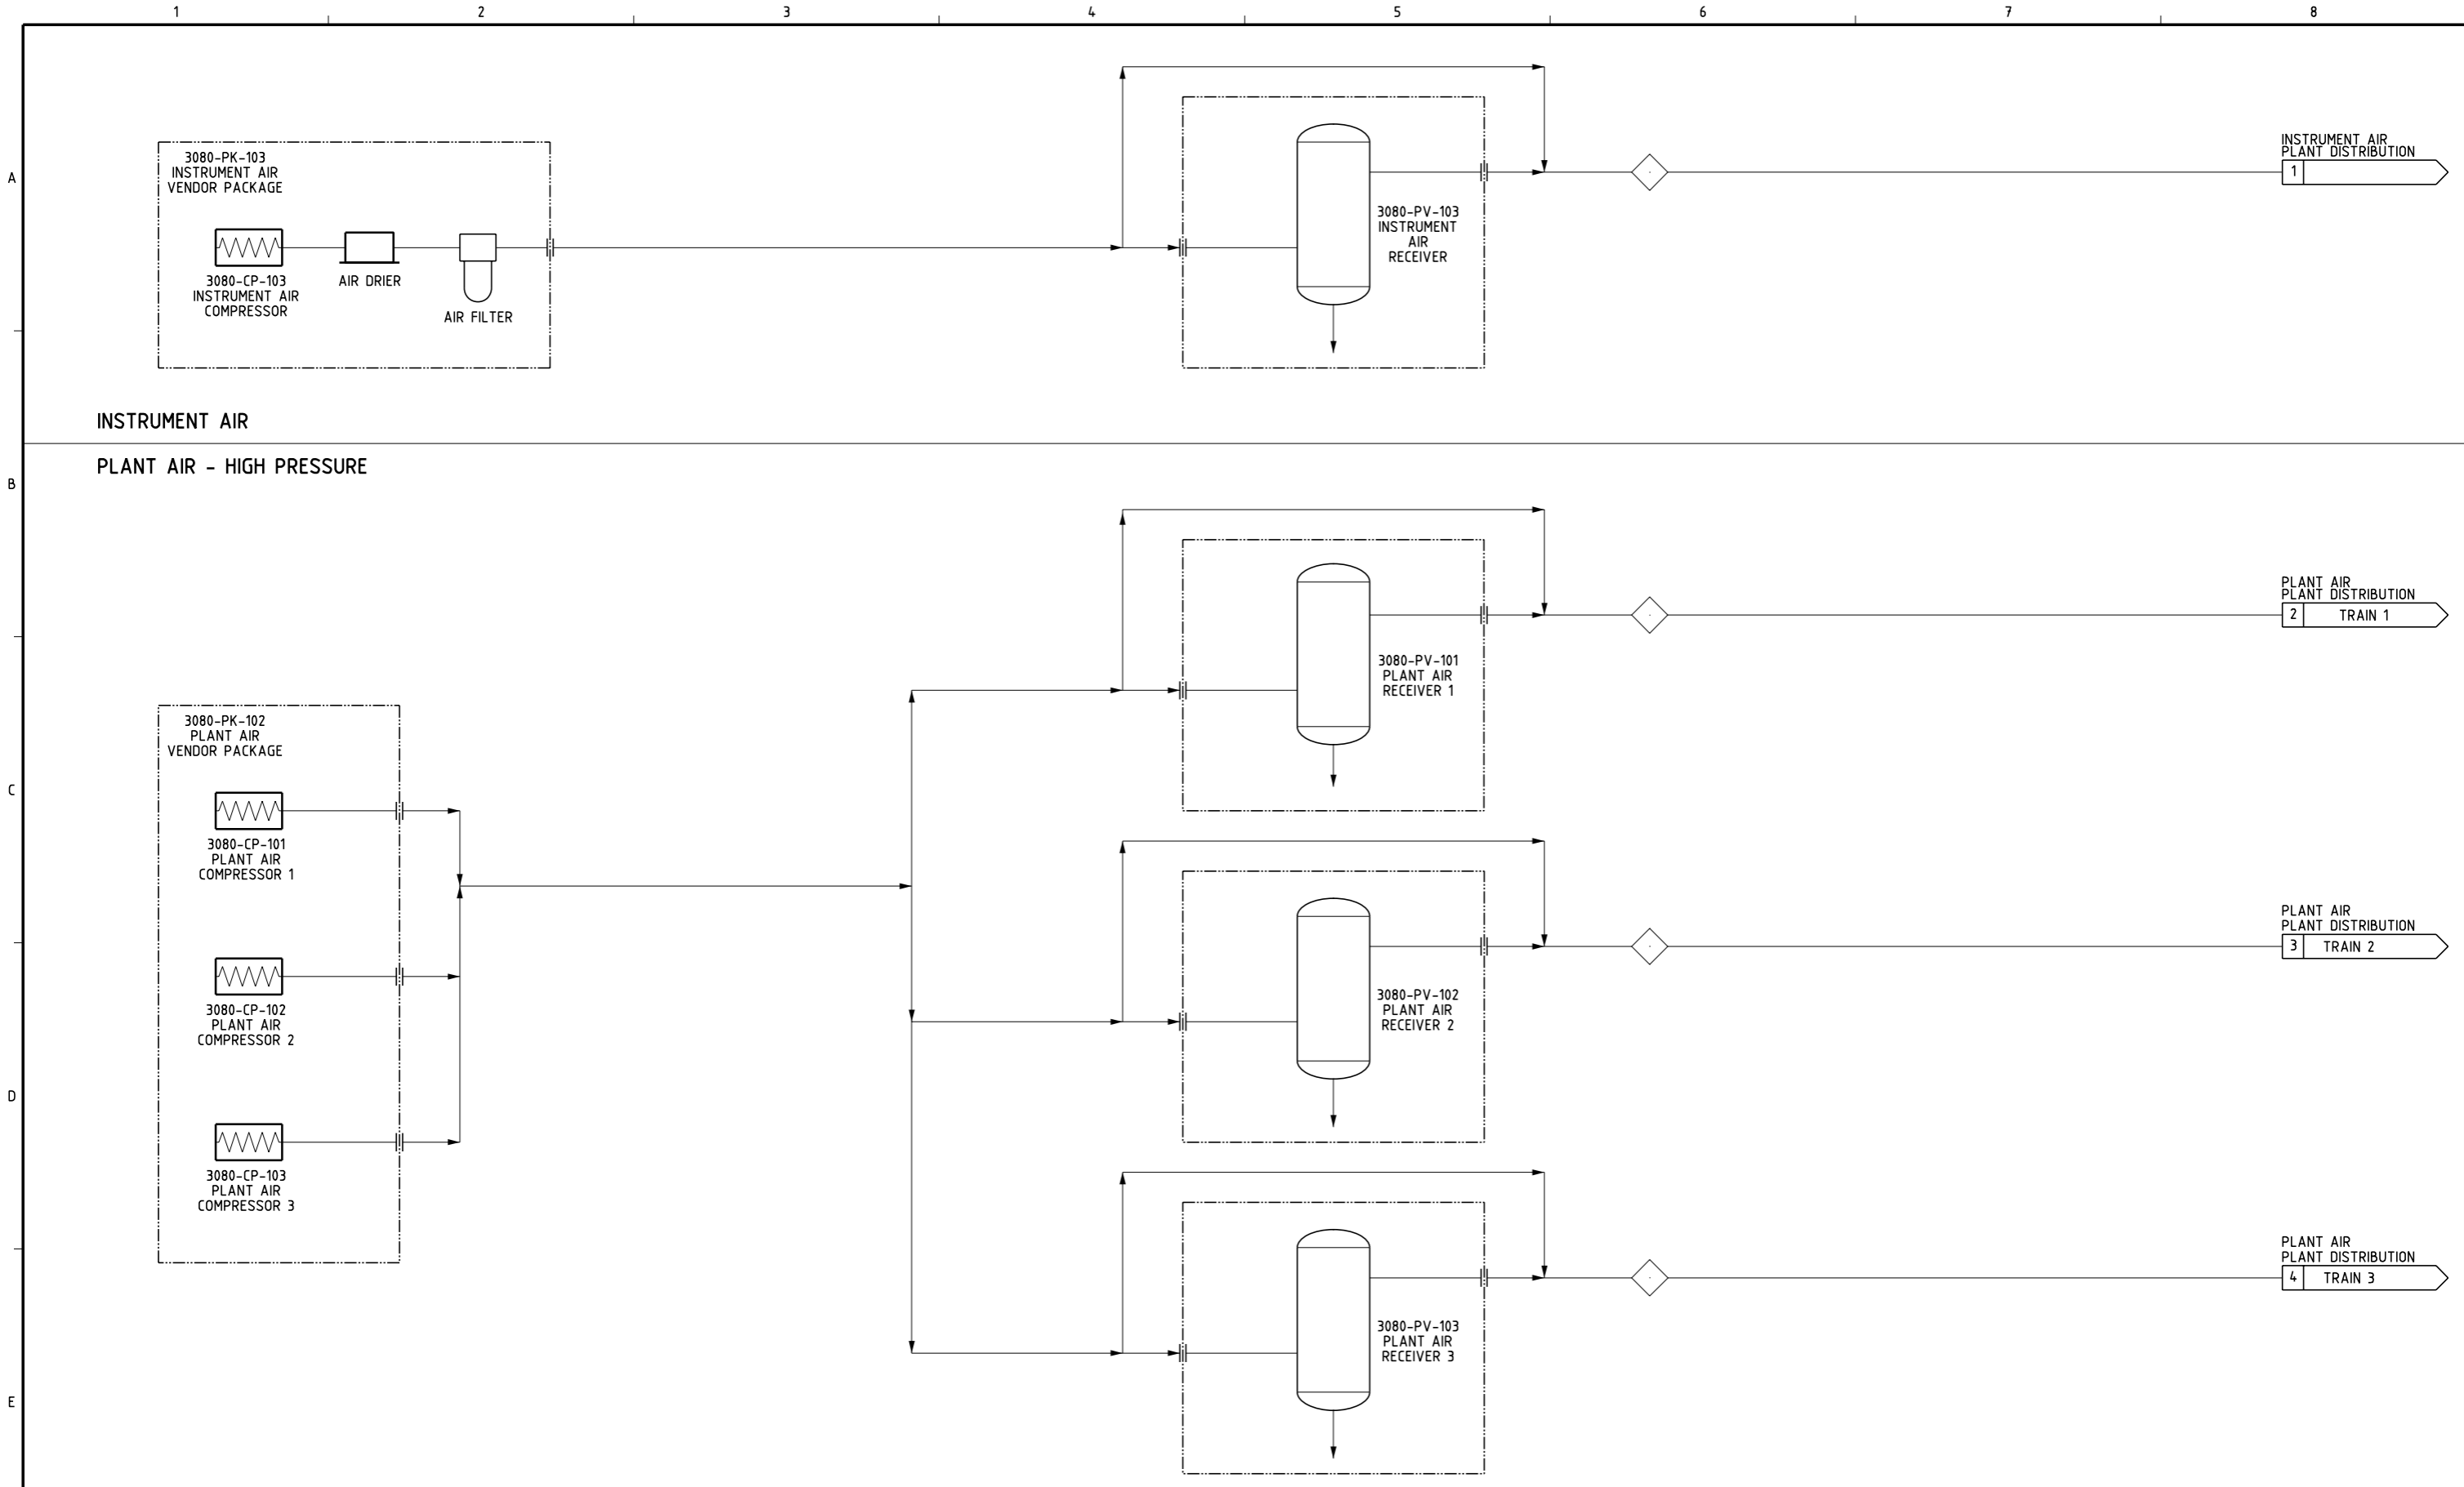 1 2 3 4 5 6 7 8
A
3080-PK-103
INSTRUMENT AIR
VENDOR PACKAGE
3080-CP-103
INSTRUMENT AIR
COMPRESSOR
AIR DRIER
AIR FILTER
3080-PV-103
INSTRUMENT
AIR
RECEIVER
INSTRUMENT AIR
PLANT DISTRIBUTION
1
INSTRUMENT AIR
PLANT AIR - HIGH PRESSURE
B
3080-PV-101
PLANT AIR
RECEIVER 1
PLANT AIR
PLANT DISTRIBUTION
2 TRAIN 1
3080-PK-102
PLANT AIR
VENDOR PACKAGE
C
3080-CP-101
PLANT AIR
COMPRESSOR 1
3080-CP-102
PLANT AIR
COMPRESSOR 2
3080-PV-102
PLANT AIR
RECEIVER 2
PLANT AIR
PLANT DISTRIBUTION
3 TRAIN 2
D
3080-CP-103
PLANT AIR
COMPRESSOR 3
3080-PV-103
PLANT AIR
RECEIVER 3
PLANT AIR
PLANT DISTRIBUTION
4 TRAIN 3
E